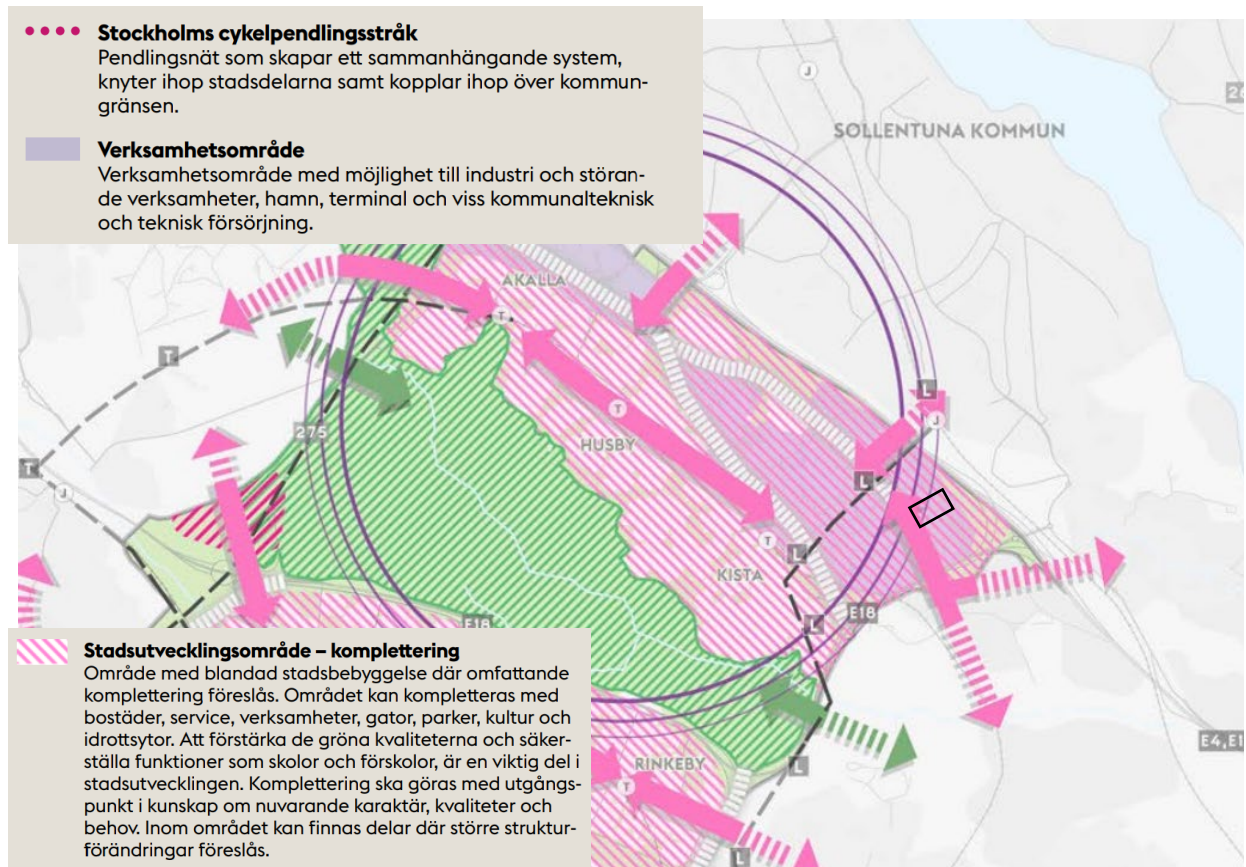 Stockholms cykelpendlingsstråk
Pendlingsnät som skapar ett sammanhängande system,
knyter ihop stadsdelarna samt kopplar ihop över kommun-
gränsen.
Verksamhetsområde
Verksamhetsområde med möjlighet till industri och störan-
de verksamheter, hamn, terminal och viss kommunalteknisk
och teknisk försörjning.
J
26
SOLLENTUNA KOMMUN
AKALLA
T
T
L
275
T
HUSBY
J
T
J
L
T
L
KISTA
E18
L
E18
Stadsutvecklingsområde – komplettering
Område med blandad stadsbebyggelse där omfattande
komplettering föreslås. Området kan kompletteras med
bostäder, service, verksamheter, gator, parker, kultur och
idrottsytor. Att förstärka de gröna kvaliteterna och säker-
ställa funktioner som skolor och förskolor, är en viktig del i
stadsutvecklingen. Komplettering ska göras med utgångs-
punkt i kunskap om nuvarande karaktär, kvaliteter och
behov. Inom området kan finnas delar där större struktur-
förändringar föreslås.
E4,E1
RINKEBY
L
T
L